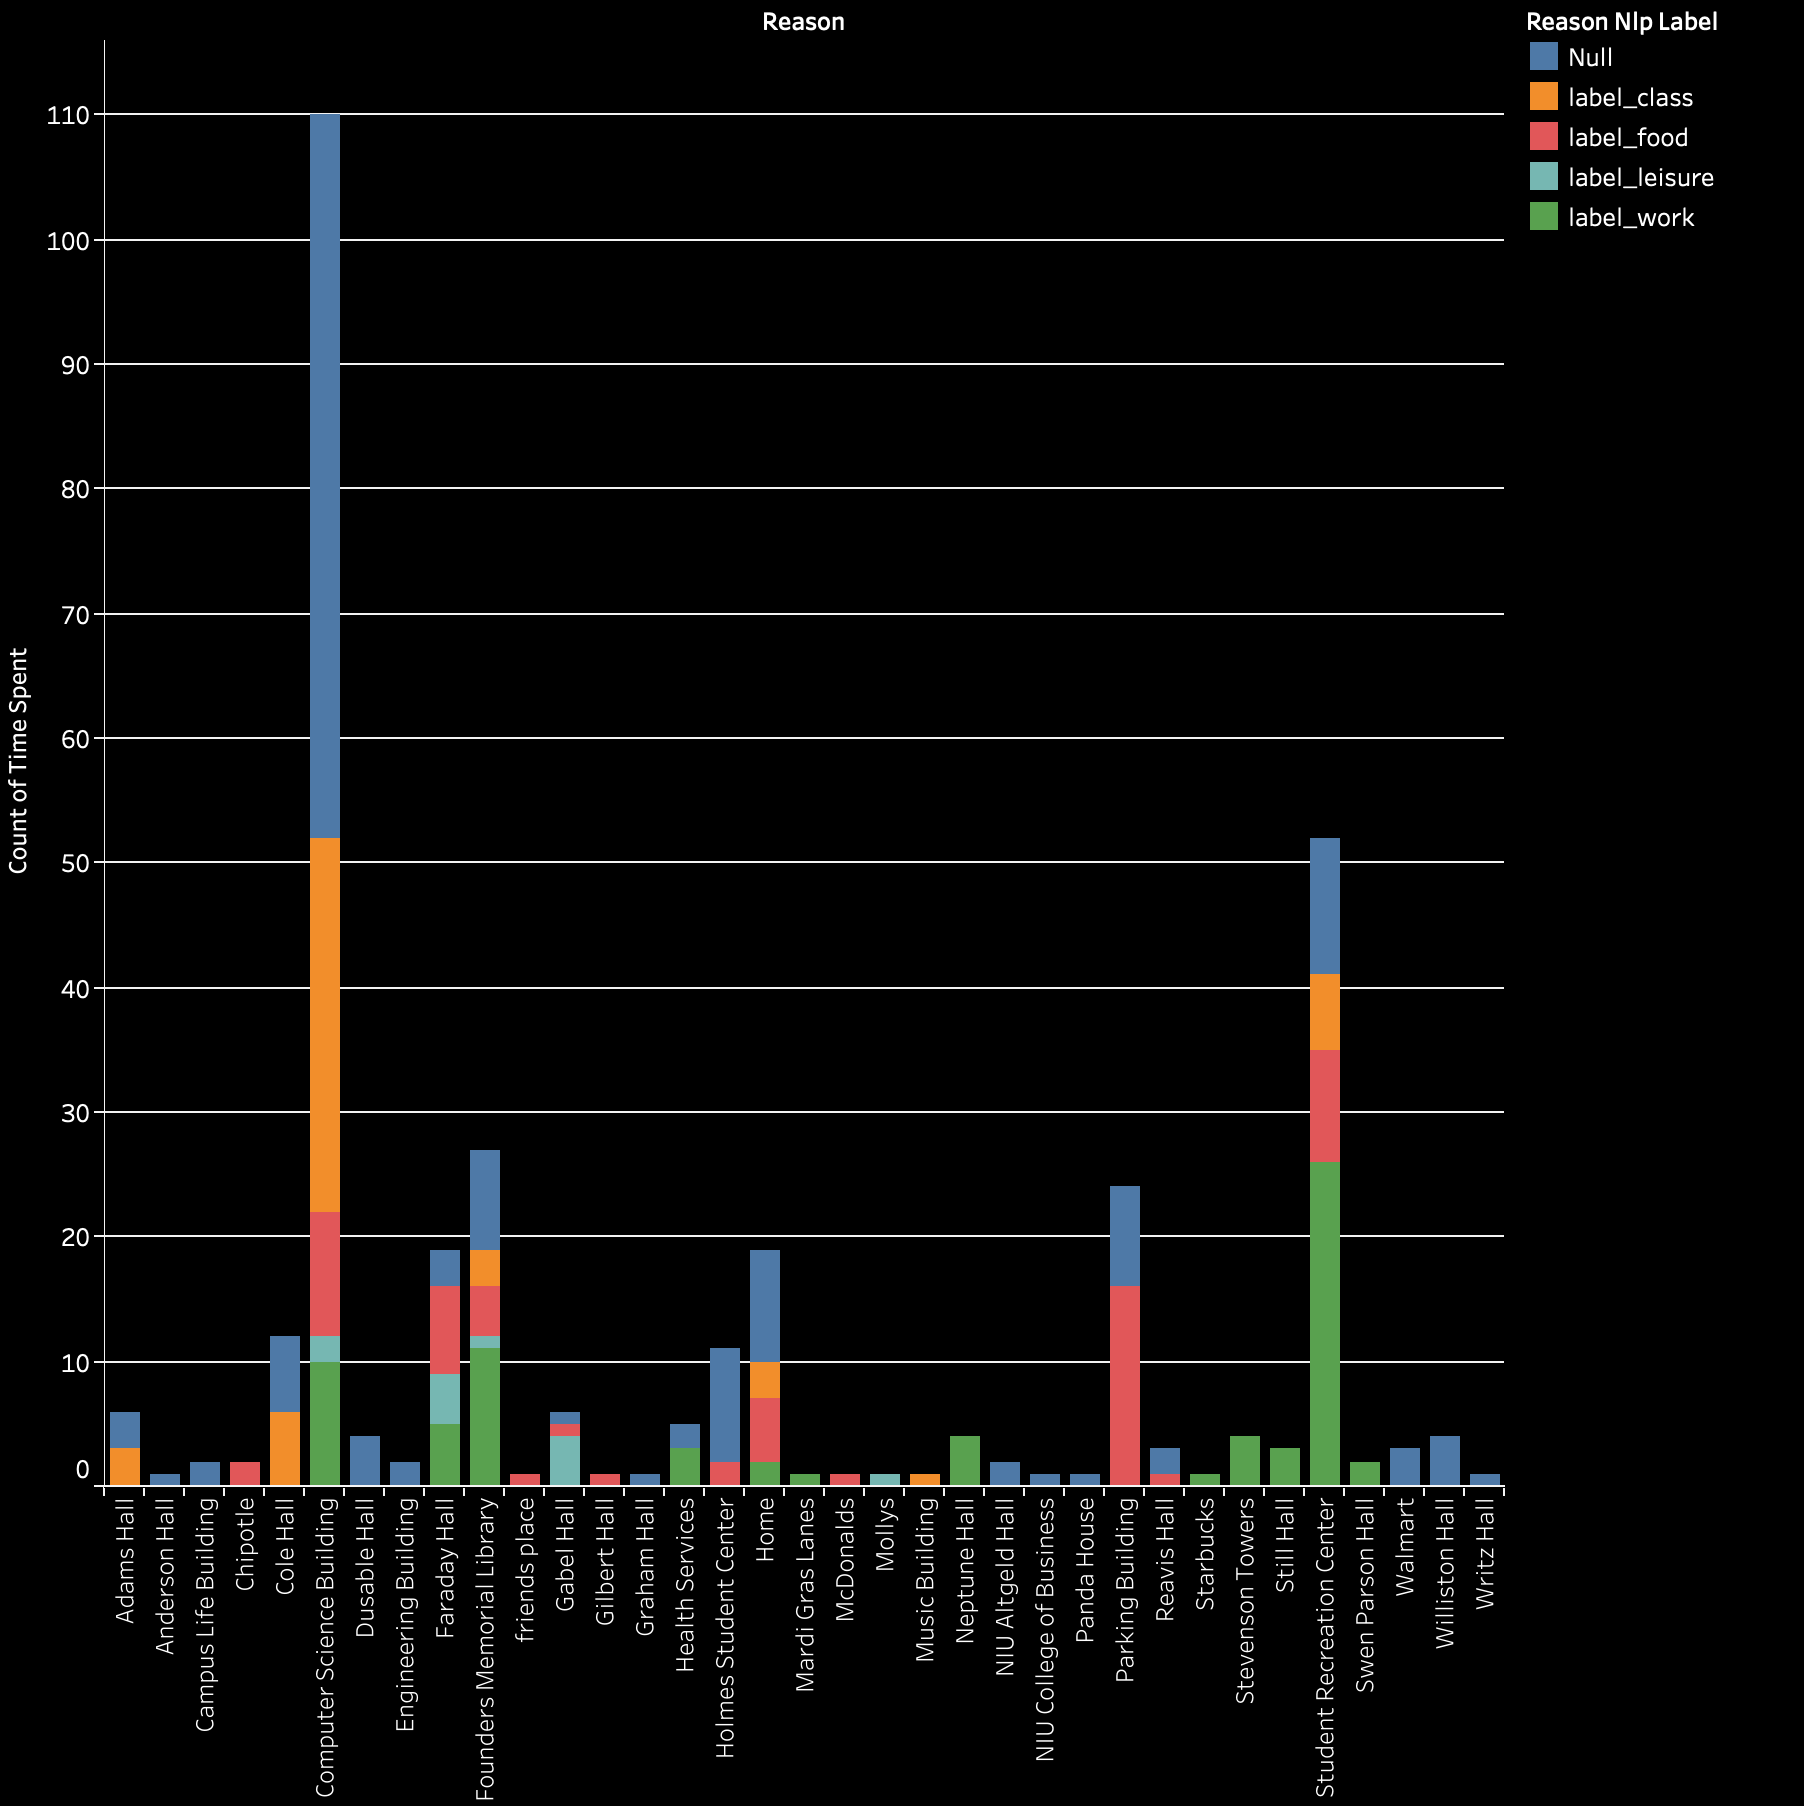 Reason
Reason Nlp Label
Null
label_class
label_food
label_leisure
label_work
Count of Time Spent
110
100
90
80
70
60
50
40
30
20
10
0
Adams Hall
Anderson Hall
Campus Life Building
Chipotle
Cole Hall
Computer Science Building
Dusable Hall
Engineering Building
Faraday Hall
Founders Memorial Library
friends place
Gabel Hall
Gilbert Hall
Graham Hall
Health Services
Holmes Student Center
Home
Mardi Gras Lanes
McDonalds
Mollys
Music Building
Neptune Hall
NIU Altgeld Hall
NIU College of Business
Panda House
Parking Building
Reavis Hall
Starbucks
Stevenson Towers
Still Hall
Student Recreation Center
Swen Parson Hall
Walmart
Williston Hall
Writz Hall